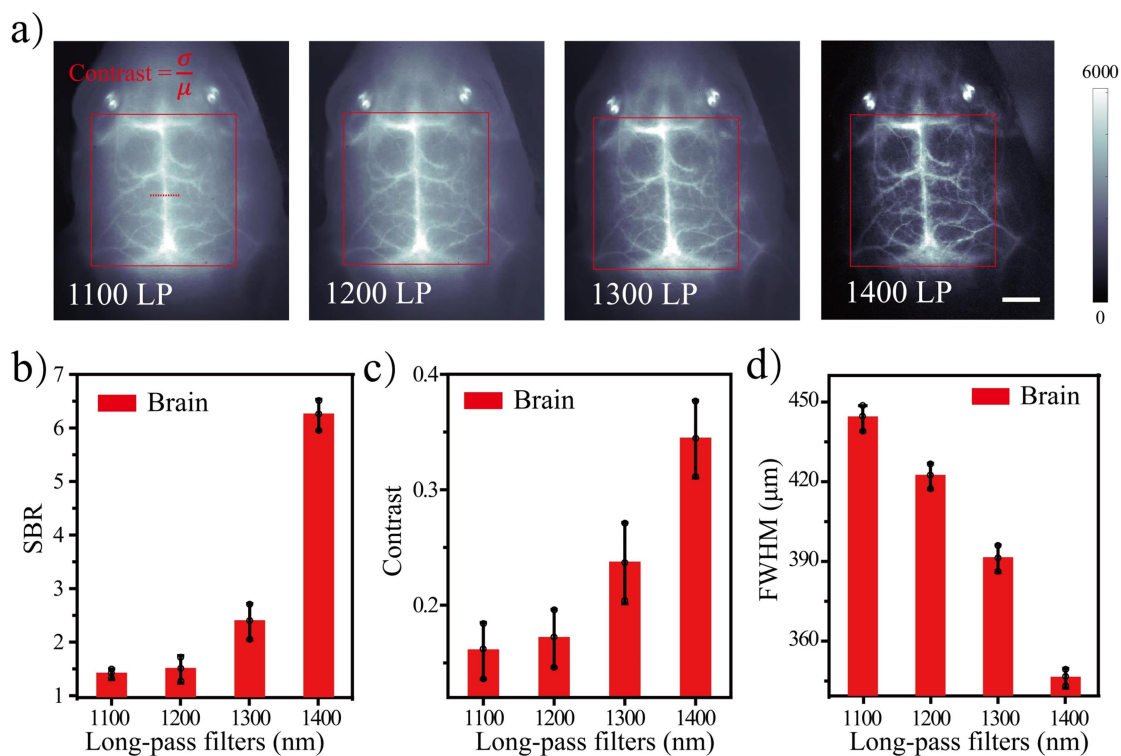 a)
Contrast = σ/μ
1100 LP
1200 LP
1300 LP
1400 LP
6000
0
b)
7
6
5
4
3
2
1
SBR
Brain
1100 1200 1300 1400
Long-pass filters (nm)
c)
0.4
0.3
0.2
Contrast
Brain
1100 1200 1300 1400
Long-pass filters (nm)
d)
450
420
390
360
FWHM (μm)
Brain
1100 1200 1300 1400
Long-pass filters (nm)